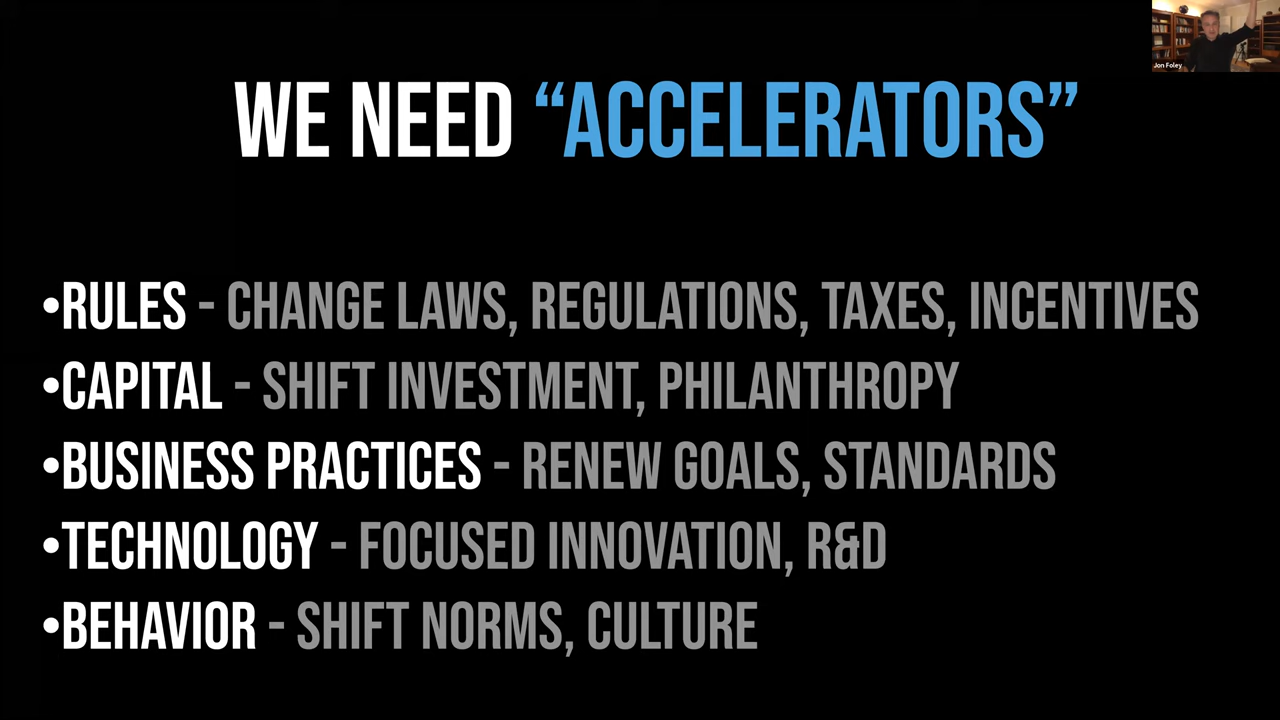 Jon Foley
WE NEED “ACCELERATORS”
•RULES - CHANGE LAWS, REGULATIONS, TAXES, INCENTIVES
•CAPITAL - SHIFT INVESTMENT, PHILANTHROPY
•BUSINESS PRACTICES - RENEW GOALS, STANDARDS
•TECHNOLOGY - FOCUSED INNOVATION, R&D
•BEHAVIOR - SHIFT NORMS, CULTURE